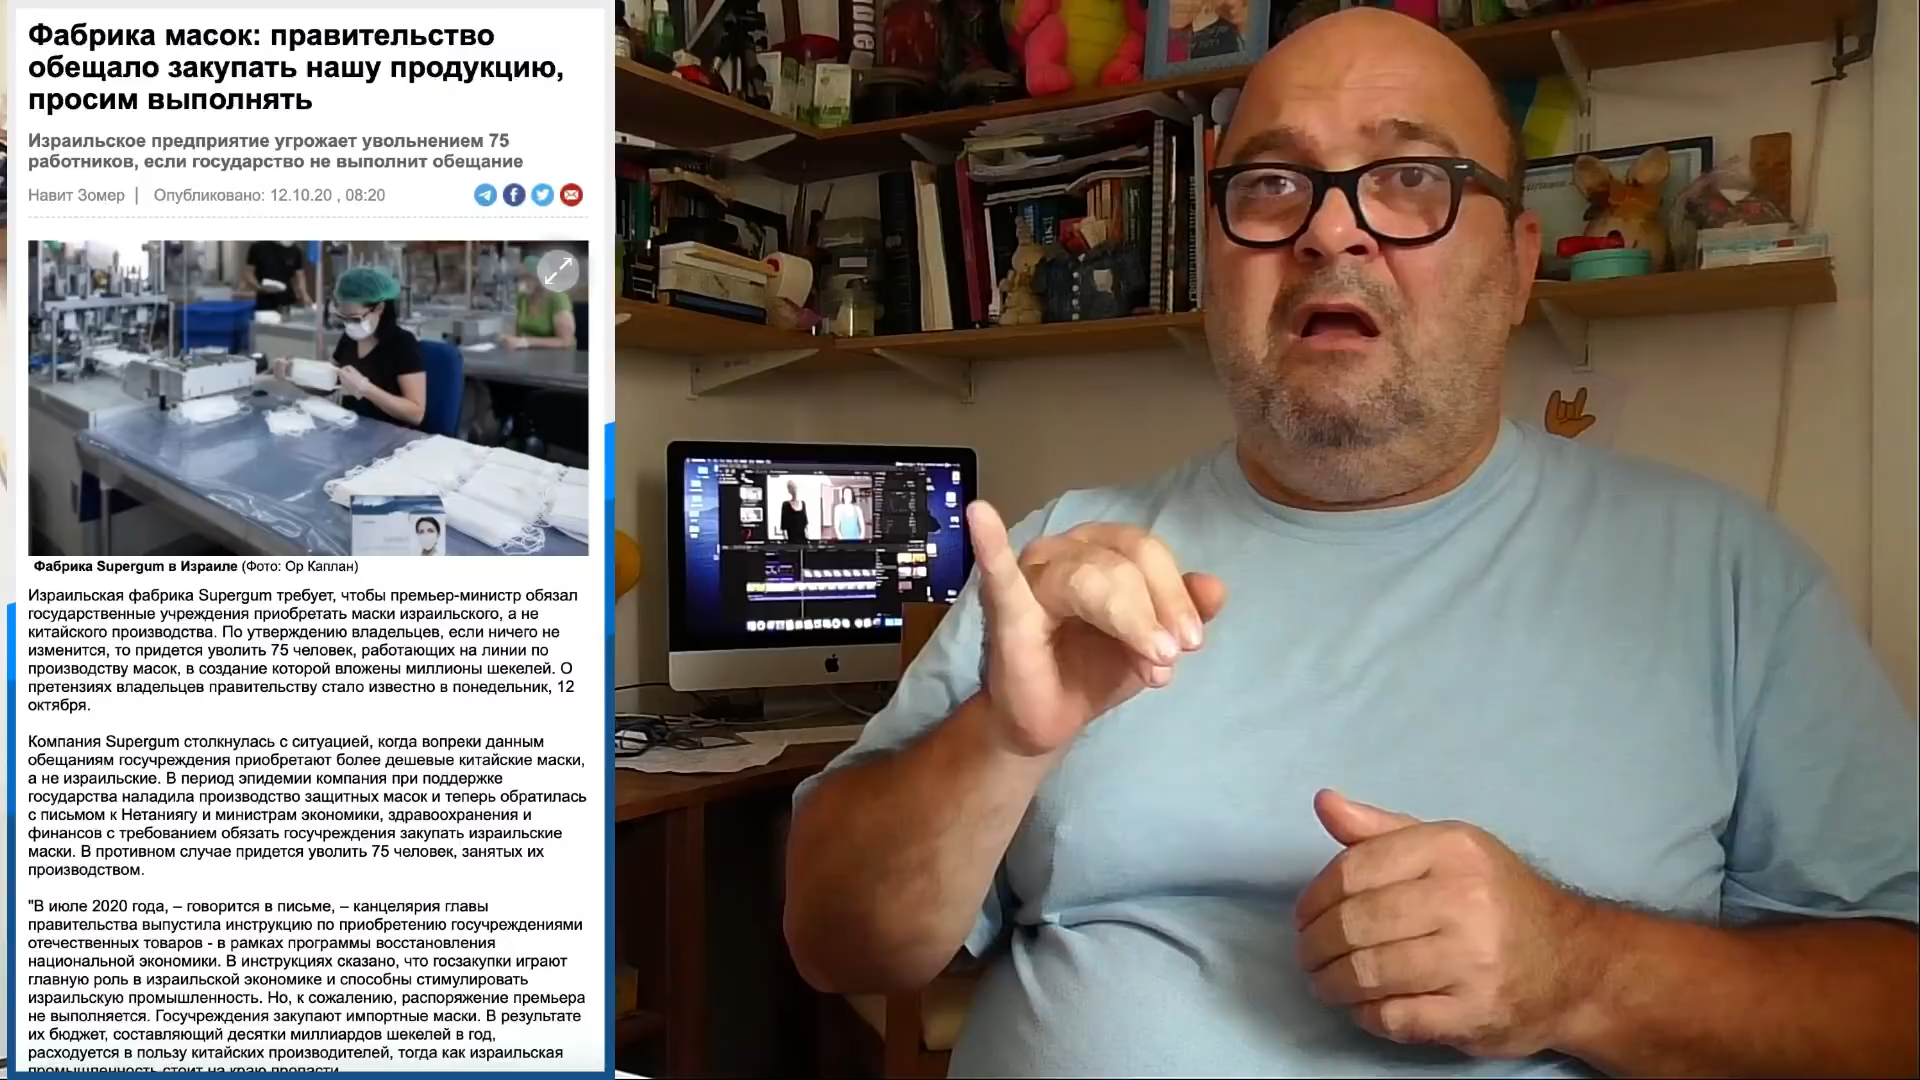 Фабрика масок: правительство
обещало закупать нашу продукцию,
просим выполнять
Израильское предприятие угрожает увольнением 75
работников, если государство не выполнит обещание
Навит Зомер | Опубликовано: 12.10.20 , 08:20
Фабрика Supergum в Израиле (Фото: Ор Каплан)
Израильская фабрика Supergum требует, чтобы премьер-министр обязал
государственные учреждения приобретать маски израильского, а не
китайского производства. По утверждению владельцев, если ничего не
изменится, то придется уволить 75 человек, работающих на линии по
производству масок, в создание которой вложены миллионы шекелей. О
претензиях владельцев правительству стало известно в понедельник, 12
октября.
Компания Supergum столкнулась с ситуацией, когда вопреки данным
обещаниям госучреждения приобретают более дешевые китайские маски,
а не израильские. В период эпидемии компания при поддержке
государства наладила производство защитных масок и теперь обратилась
с письмом к Нетаниягу и министрам экономики, здравоохранения и
финансов с требованием обязать госучреждения закупать израильские
маски. В противном случае придется уволить 75 человек, занятых их
производством.
"В июле 2020 года, – говорится в письме, – канцелярия главы
правительства выпустила инструкцию по приобретению госучреждениями
отечественных товаров - в рамках программы восстановления
национальной экономики. В инструкциях сказано, что госзакупки играют
главную роль в израильской экономике и способны стимулировать
израильскую промышленность. Но, к сожалению, распоряжение премьера
не выполняется. Госучреждения закупают импортные маски. В результате
их бюджет, составляющий десятки миллиардов шекелей в год,
расходуется в пользу китайских производителей, тогда как израильская
промышленность стоит на краю пропасти